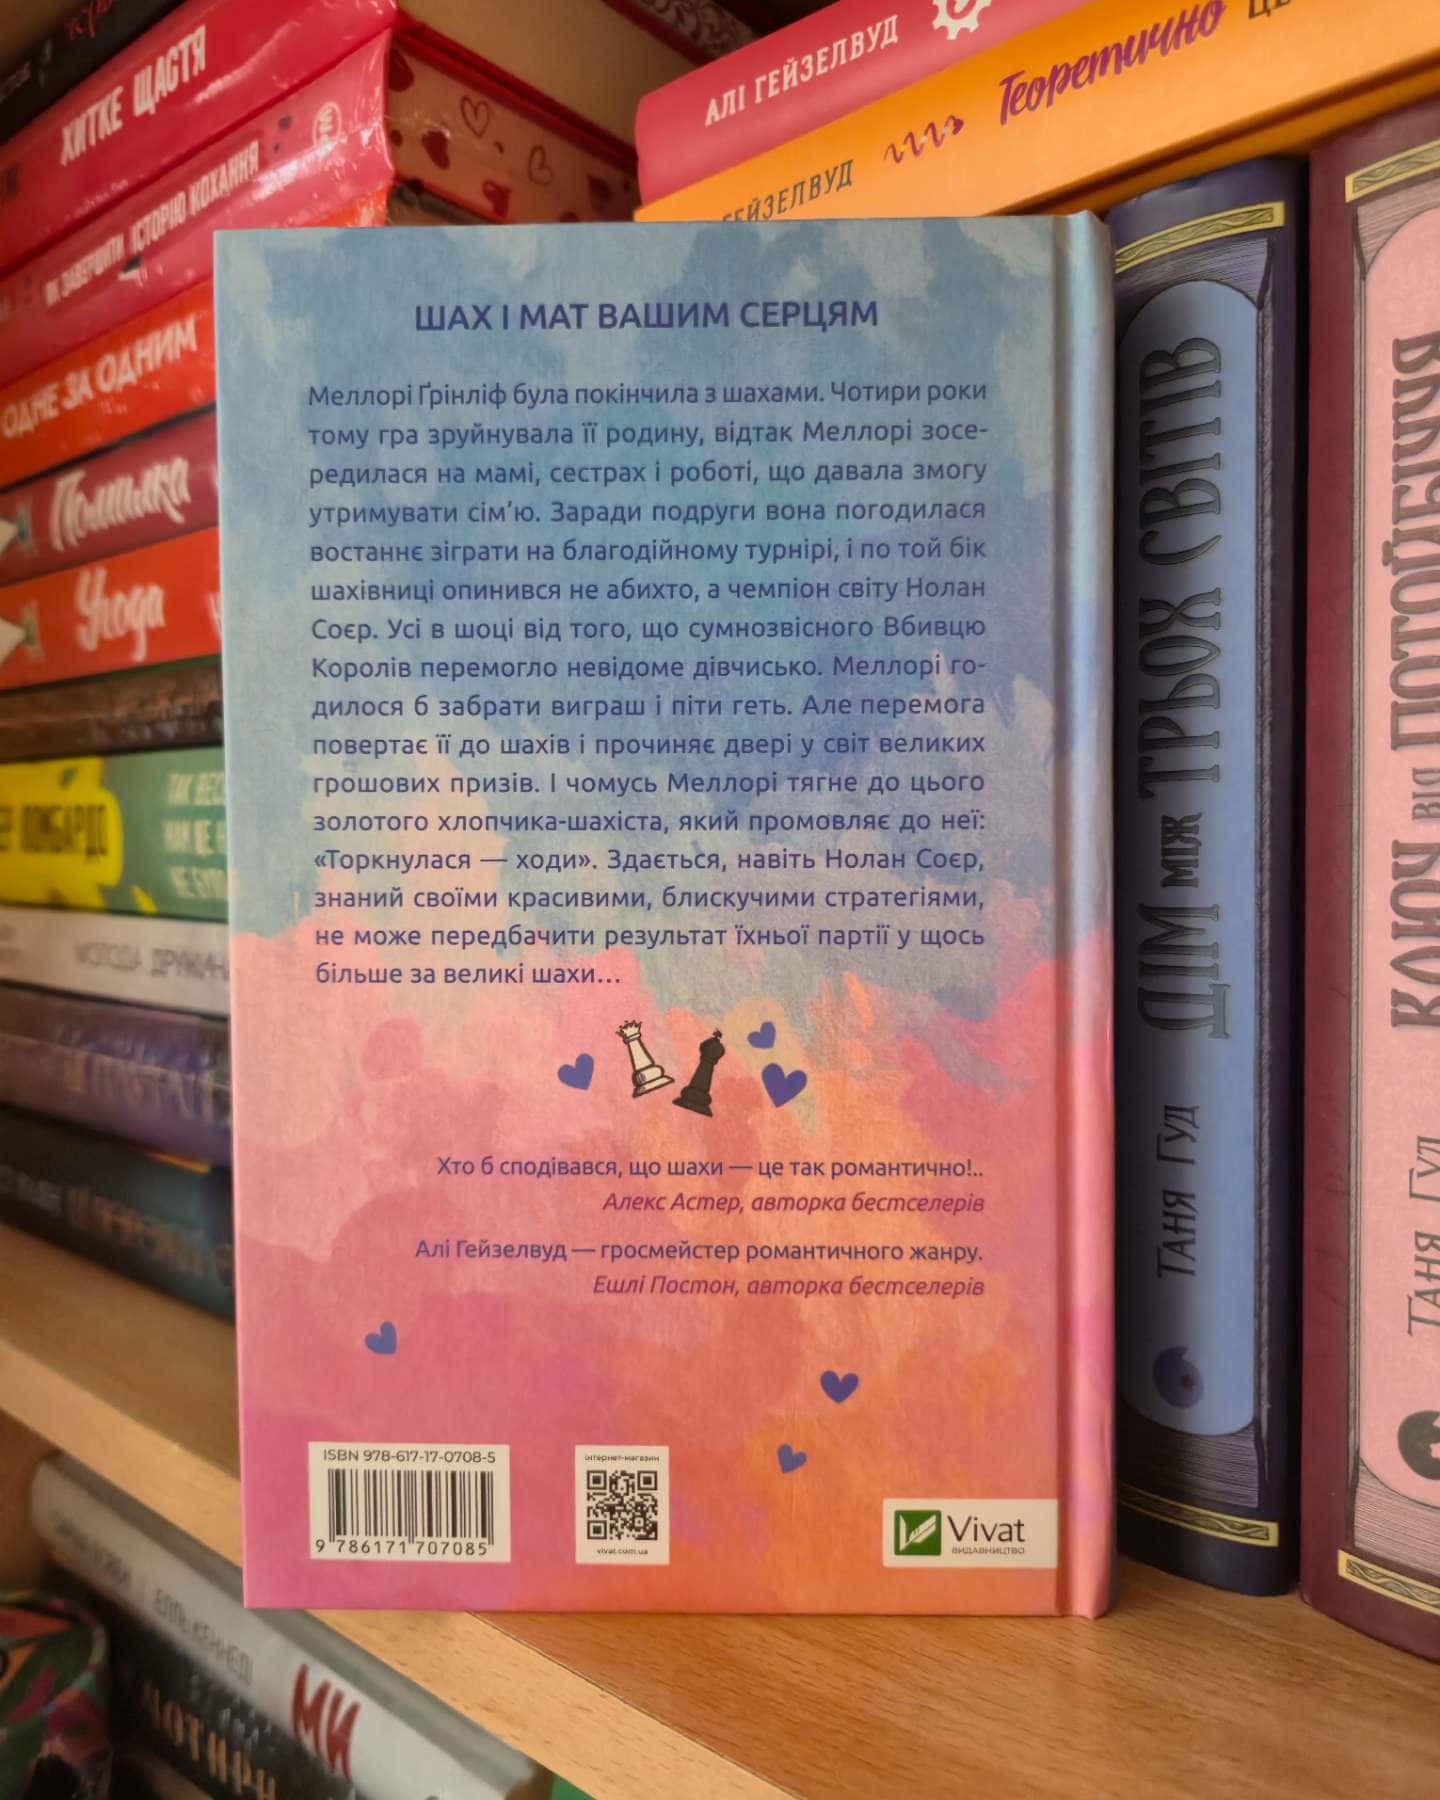 ХИТКЕ ЩАСТЯ
ЯК ЗАВЕРШИТИ ІСТОРІЮ КОХАННЯ
ОДНЕ ЗА ОДНИМ
Помилка
Угода
ЛОМБАРДО
МОЛОДА ДРУЖИНА
АЛІ ГЕЙЗЕЛВУД
ГЕЙЗЕЛВУД Теоретично
ШАХ І МАТ ВАШИМ СЕРЦЯМ
Меллорі Ґрінліф була покінчила з шахами. Чотири роки
тому гра зруйнувала її родину, відтак Меллорі зосе-
редилася на мамі, сестрах і роботі, що давала змогу
утримувати сім’ю. Заради подруги вона погодилася
востаннє зіграти на благодійному турнірі, і по той бік
шахівниці опинився не абихто, а чемпіон світу Нолан
Соєр. Усі в шоці від того, що сумнозвісного Вбивцю
Королів перемогло невідоме дівчисько. Меллорі го-
дилося б забрати виграш і піти геть. Але перемога
повертає її до шахів і прочиняє двері у світ великих
грошових призів. І чомусь Меллорі тягне до цього
золотого хлопчика-шахіста, який промовляє до неї:
«Торкнулася — ходи». Здається, навіть Нолан Соєр,
знаний своїми красивими, блискучими стратегіями,
не може передбачити результат їхньої партії у щось
більше за великі шахи…
Хто б сподівався, що шахи — це так романтично!..
Алекс Астер, авторка бестселерів
Алі Гейзелвуд — гросмейстер романтичного жанру.
Ешлі Постон, авторка бестселерів
ISBN 978-617-17-0708-5
9 786171 707085
інтернет-магазин
vivat.com.ua
Vivat
ВИДАВНИЦТВО
ТАНЯ ГУД ДІМ МІЖ ТРЬОХ СВІТІВ
ТАНЯ ГУД КЛЮЧ ВІД ПОТОЙБІЧЧЯ
ЕЛЛЬ КЕННЕДІ
МИ
ЧОТИРИ